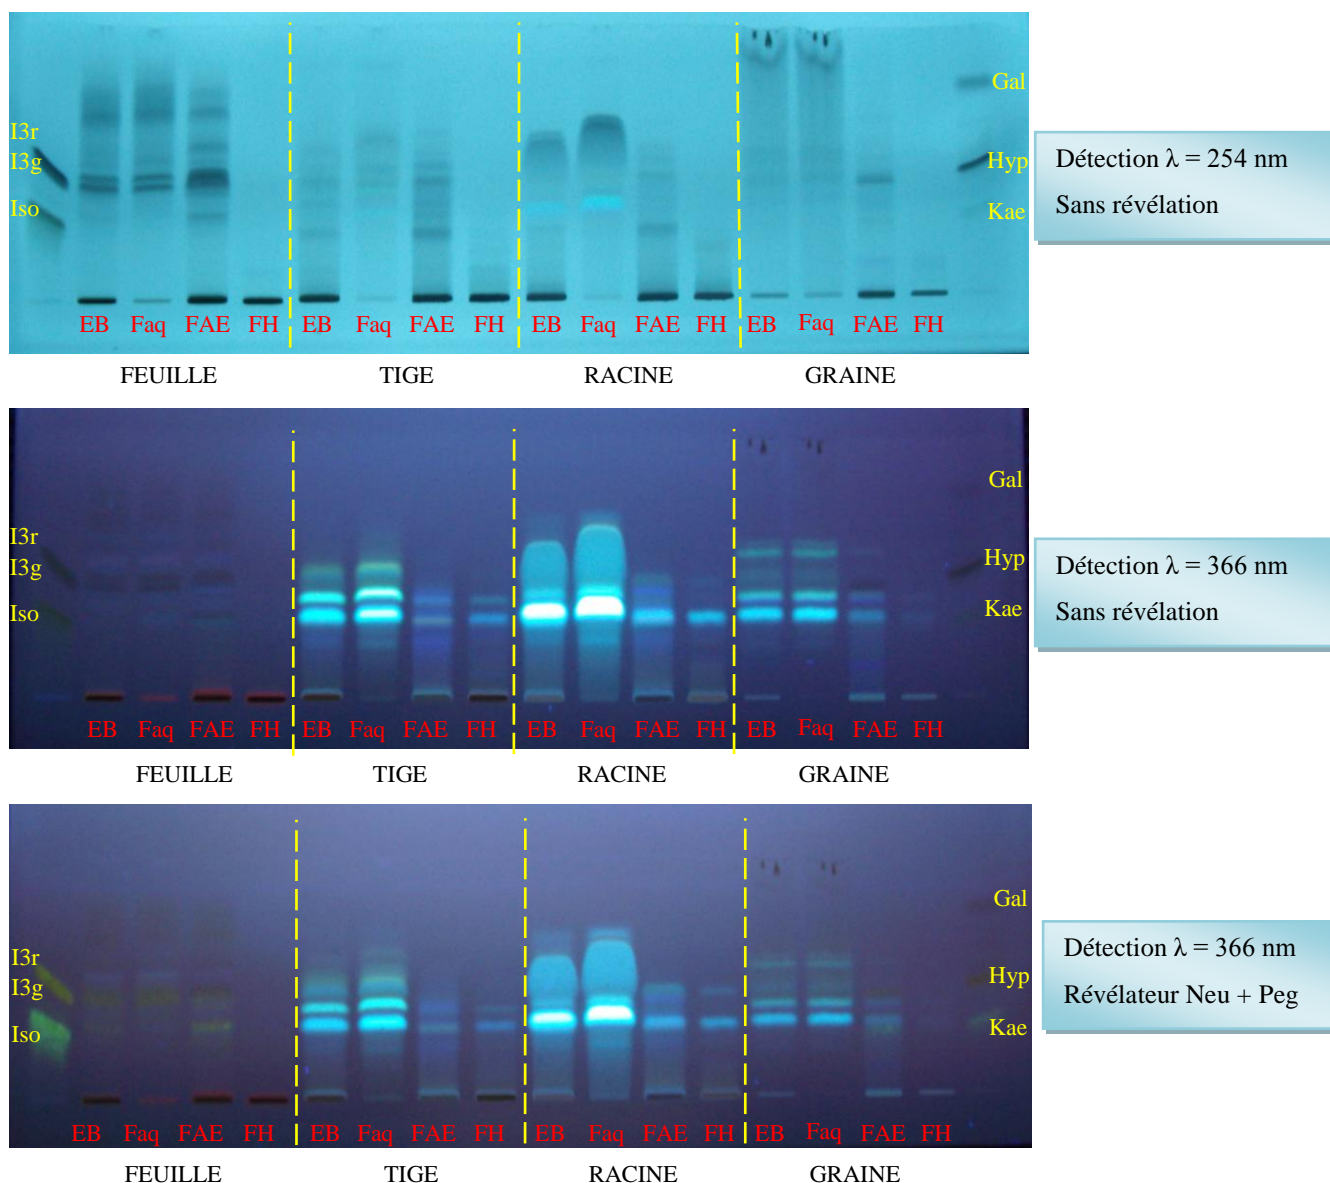 I3r
I3g
Iso
Gal
Hyp
Kae
EB Faq FAE FH EB Faq FAE FH EB Faq FAE FH EB Faq FAE FH
FEUILLE TIGE RACINE GRAINE
Détection λ = 254 nm
Sans révélation
I3r
I3g
Iso
Gal
Hyp
Kae
EB Faq FAE FH EB Faq FAE FH EB Faq FAE FH EB Faq FAE FH
FEUILLE TIGE RACINE GRAINE
Détection λ = 366 nm
Sans révélation
I3r
I3g
Iso
Gal
Hyp
Kae
EB Faq FAE FH EB Faq FAE FH EB Faq FAE FH EB Faq FAE FH
FEUILLE TIGE RACINE GRAINE
Détection λ = 366 nm
Révélateur Neu + Peg